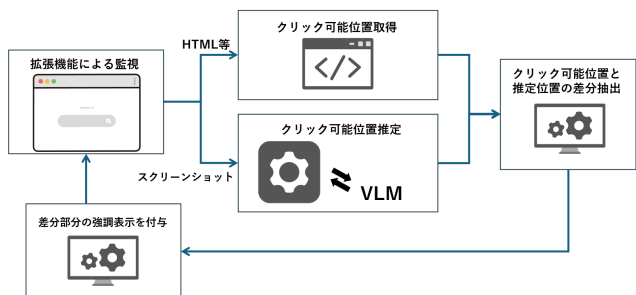 拡張機能による監視
HTML等
スクリーンショット
クリック可能位置取得
クリック可能位置推定
VLM
クリック可能位置と
推定位置の差分抽出
差分部分の強調表示を付与